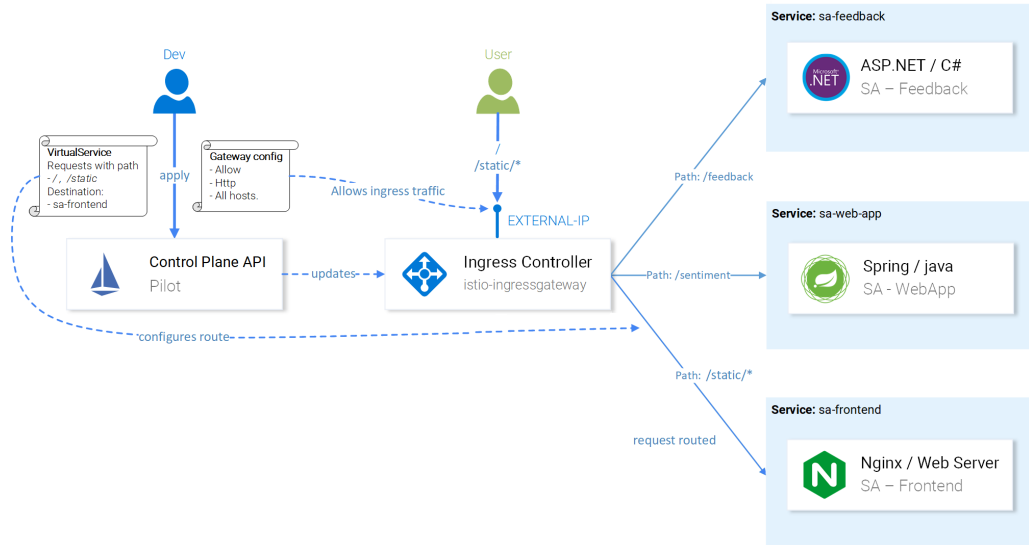 Service: sa-feedback
Dev
User
Microsoft
.NET
ASP.NET / C#
SA – Feedback
VirtualService
Requests with path
- / , /static
Destination:
- sa-frontend
Gateway config
- Allow
- Http
- All hosts.
apply
/
/static/*
Allows ingress traffic
Path: /feedback
EXTERNAL-IP
Service: sa-web-app
Control Plane API
Pilot
updates
Ingress Controller
istio-ingressgateway
Path: /sentiment
Spring / java
SA - WebApp
configures route
Path: /static/*
request routed
Service: sa-frontend
N
Nginx / Web Server
SA – Frontend